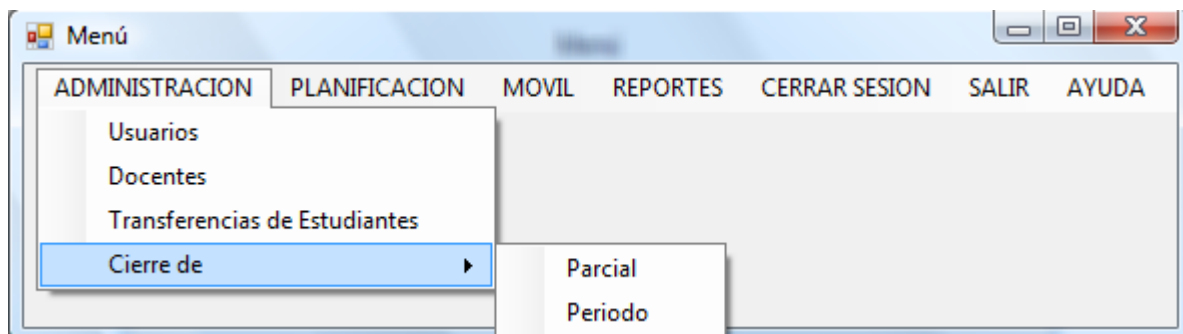 Menú
ADMINISTRACION PLANIFICACION MOVIL REPORTES CERRAR SESION SALIR AYUDA
Usuarios
Docentes
Transferencias de Estudiantes
Cierre de
Parcial
Periodo